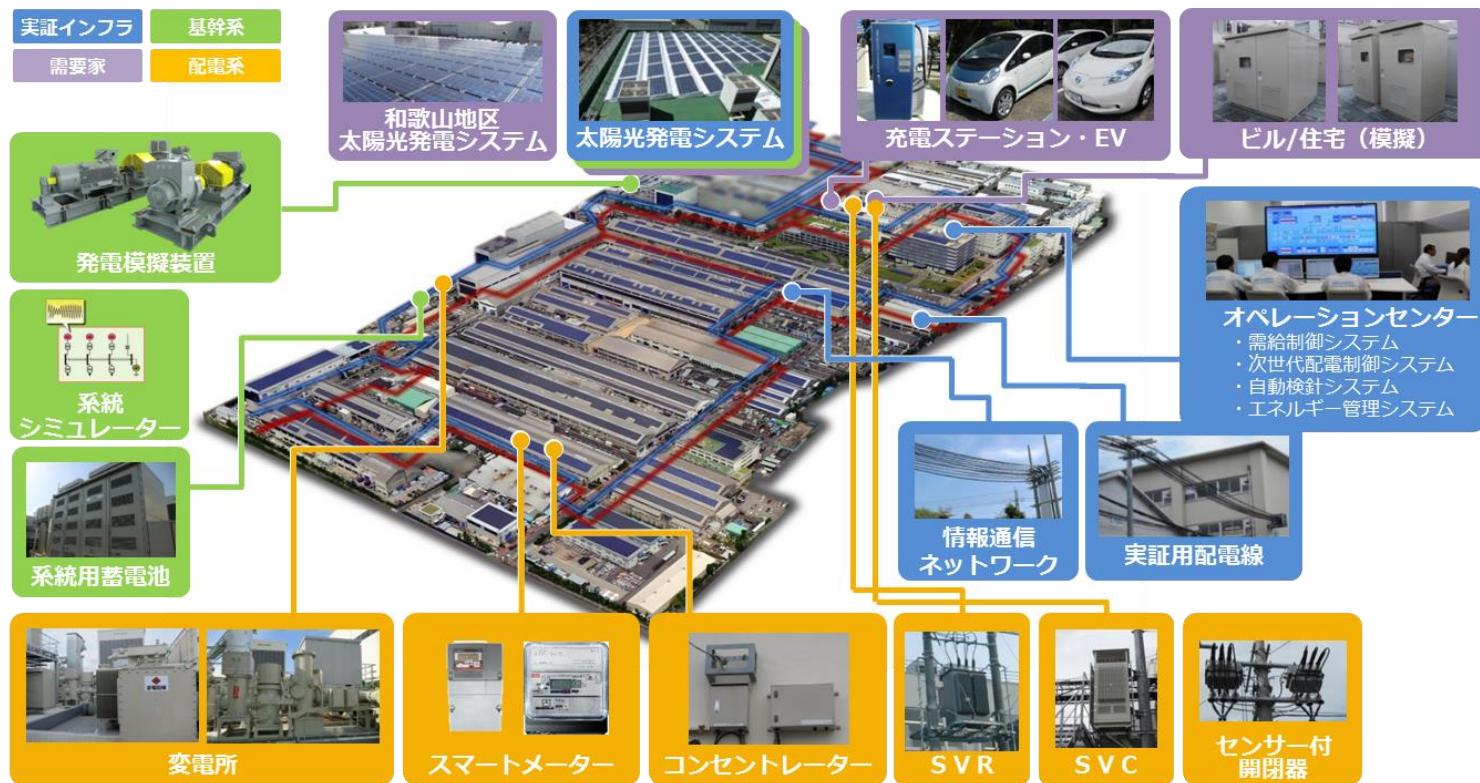 実証インフラ
基幹系
需要家
配電系
和歌山地区
太陽光発電システム
太陽光発電システム
充電ステーション・EV
ビル/住宅（模擬）
発電模擬装置
オペレーションセンター
・需給制御システム
・次世代配電制御システム
・自動検針システム
・エネルギー管理システム
系統
シミュレーター
系統用蓄電池
情報通信
ネットワーク
実証用配電線
変電所
スマートメーター
コンセントレーター
ＳＶＲ
ＳＶＣ
センサー付
開閉器